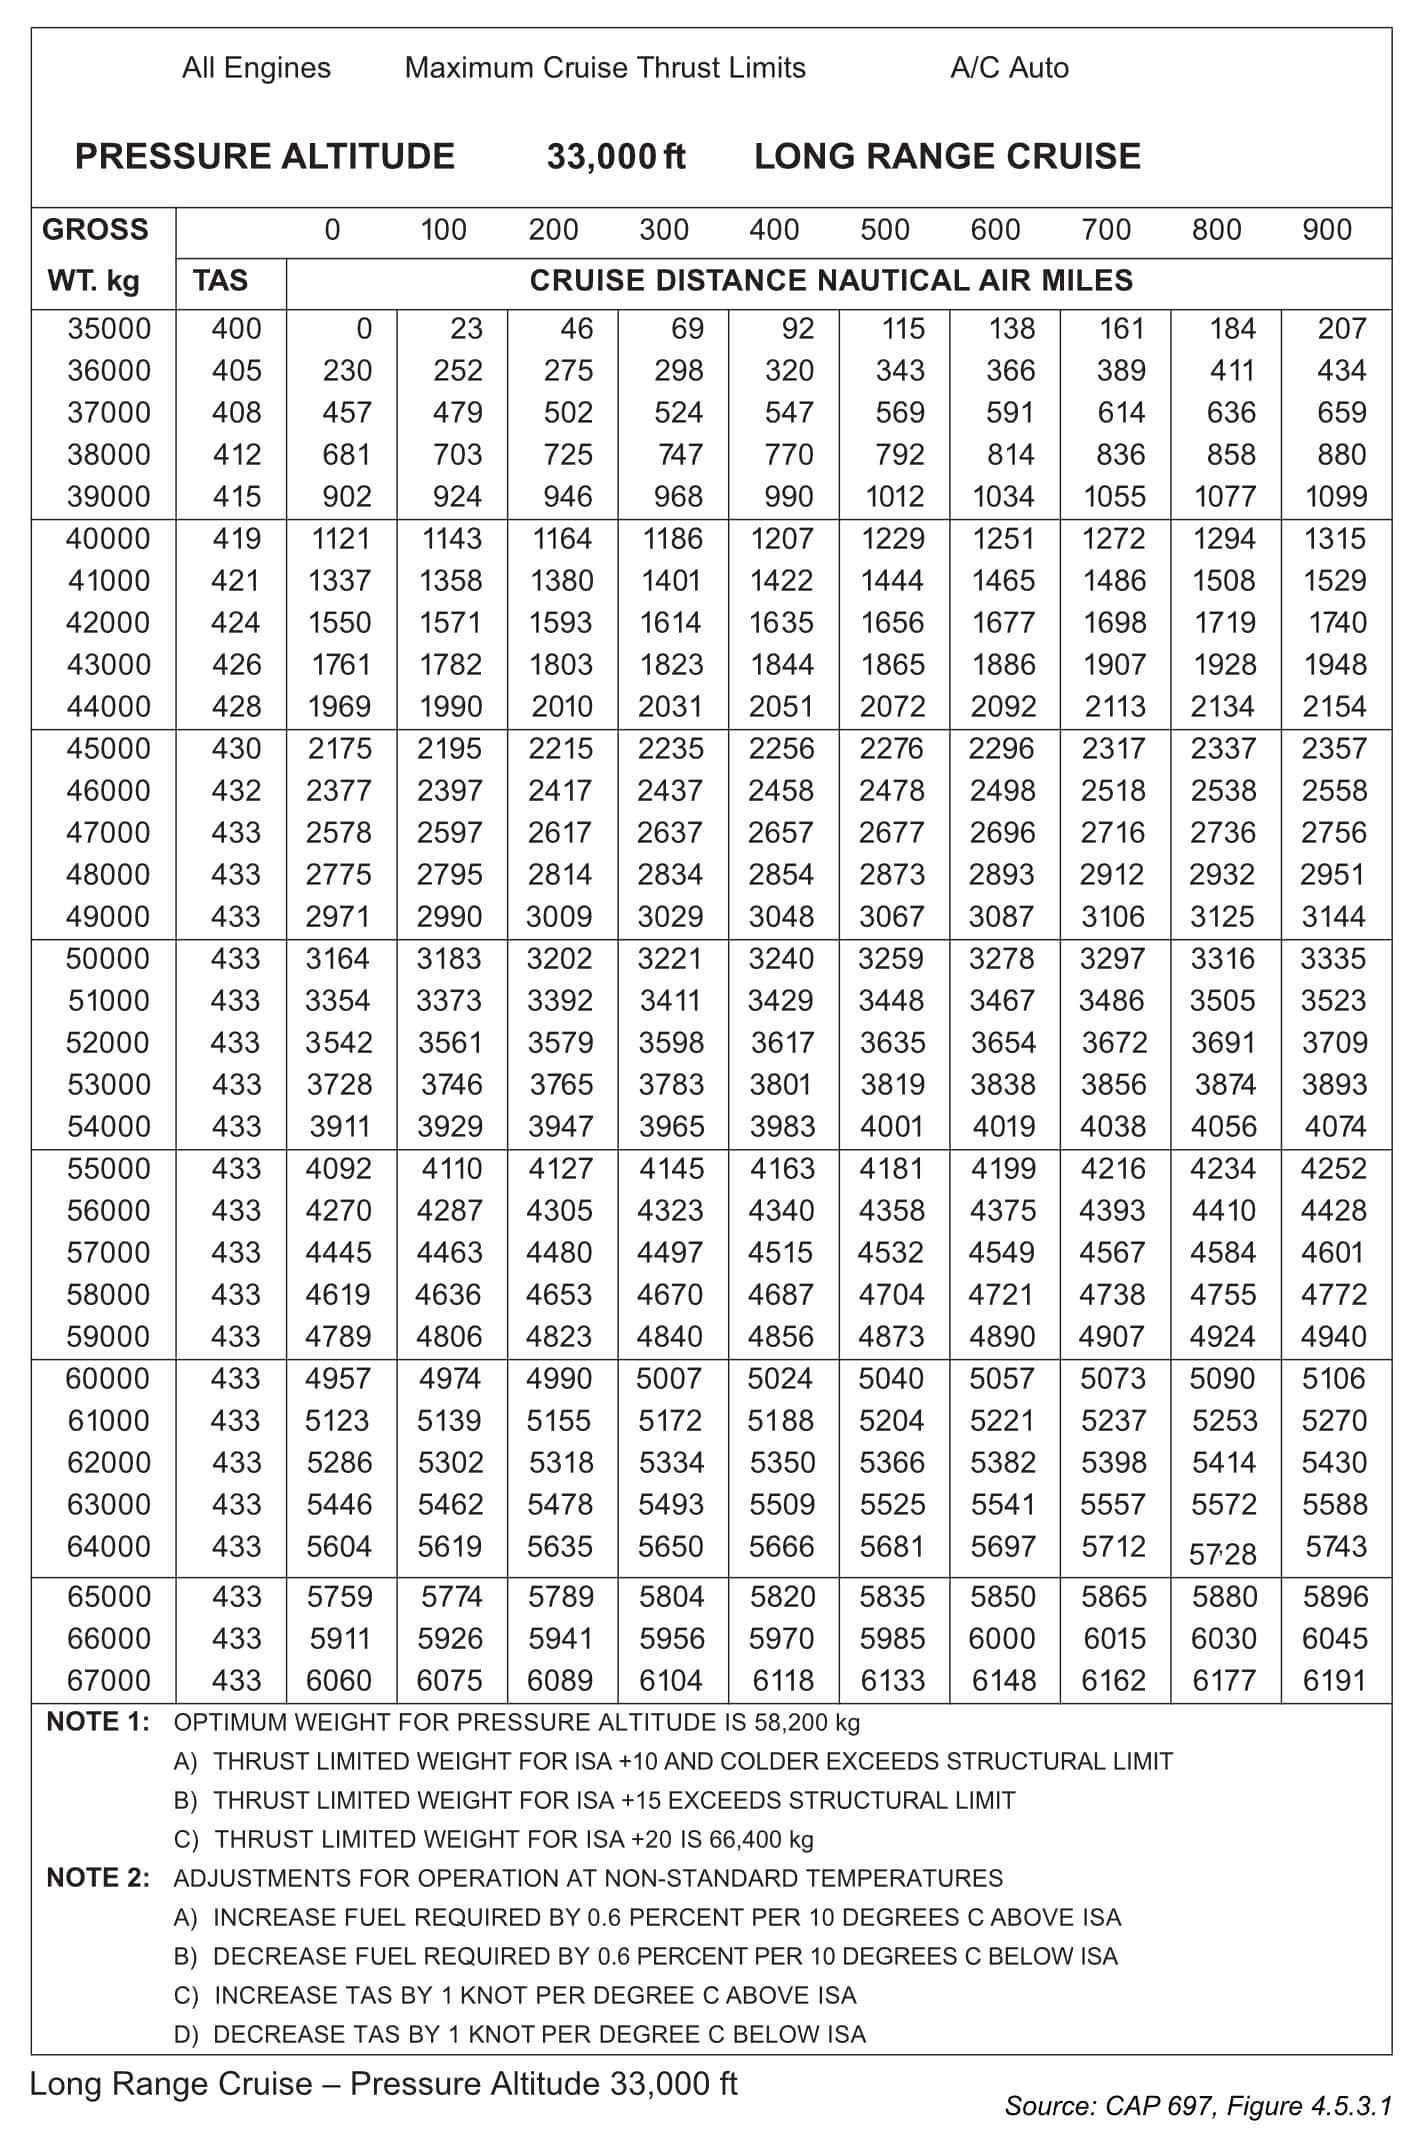 All Engines Maximum Cruise Thrust Limits A/C Auto
PRESSURE ALTITUDE 33,000 ft LONG RANGE CRUISE
GROSS 0 100 200 300 400 500 600 700 800 900
WT. kg TAS CRUISE DISTANCE NAUTICAL AIR MILES
35000 400 0 23 46 69 92 115 138 161 184 207
36000 405 230 252 275 298 320 343 366 389 411 434
37000 408 457 479 502 524 547 569 591 614 636 659
38000 412 681 703 725 747 770 792 814 836 858 880
39000 415 902 924 946 968 990 1012 1034 1055 1077 1099
40000 419 1121 1143 1164 1186 1207 1229 1251 1272 1294 1315
41000 421 1337 1358 1380 1401 1422 1444 1465 1486 1508 1529
42000 424 1550 1571 1593 1614 1635 1656 1677 1698 1719 1740
43000 426 1761 1782 1803 1823 1844 1865 1886 1907 1928 1948
44000 428 1969 1990 2010 2031 2051 2072 2092 2113 2134 2154
45000 430 2175 2195 2215 2235 2256 2276 2296 2317 2337 2357
46000 432 2377 2397 2417 2437 2458 2478 2498 2518 2538 2558
47000 433 2578 2597 2617 2637 2657 2677 2696 2716 2736 2756
48000 433 2775 2795 2814 2834 2854 2873 2893 2912 2932 2951
49000 433 2971 2990 3009 3029 3048 3067 3087 3106 3125 3144
50000 433 3164 3183 3202 3221 3240 3259 3278 3297 3316 3335
51000 433 3354 3373 3392 3411 3429 3448 3467 3486 3505 3523
52000 433 3542 3561 3579 3598 3617 3635 3654 3672 3691 3709
53000 433 3728 3746 3765 3783 3801 3819 3838 3856 3874 3893
54000 433 3911 3929 3947 3965 3983 4001 4019 4038 4056 4074
55000 433 4092 4110 4127 4145 4163 4181 4199 4216 4234 4252
56000 433 4270 4287 4305 4323 4340 4358 4375 4393 4410 4428
57000 433 4445 4463 4480 4497 4515 4532 4549 4567 4584 4601
58000 433 4619 4636 4653 4670 4687 4704 4721 4738 4755 4772
59000 433 4789 4806 4823 4840 4856 4873 4890 4907 4924 4940
60000 433 4957 4974 4990 5007 5024 5040 5057 5073 5090 5106
61000 433 5123 5139 5155 5172 5188 5204 5221 5237 5253 5270
62000 433 5286 5302 5318 5334 5350 5366 5382 5398 5414 5430
63000 433 5446 5462 5478 5493 5509 5525 5541 5557 5572 5588
64000 433 5604 5619 5635 5650 5666 5681 5697 5712 5728 5743
65000 433 5759 5774 5789 5804 5820 5835 5850 5865 5880 5896
66000 433 5911 5926 5941 5956 5970 5985 6000 6015 6030 6045
67000 433 6060 6075 6089 6104 6118 6133 6148 6162 6177 6191
NOTE 1: OPTIMUM WEIGHT FOR PRESSURE ALTITUDE IS 58,200 kg
A) THRUST LIMITED WEIGHT FOR ISA +10 AND COLDER EXCEEDS STRUCTURAL LIMIT
B) THRUST LIMITED WEIGHT FOR ISA +15 EXCEEDS STRUCTURAL LIMIT
C) THRUST LIMITED WEIGHT FOR ISA +20 IS 66,400 kg
NOTE 2: ADJUSTMENTS FOR OPERATION AT NON-STANDARD TEMPERATURES
A) INCREASE FUEL REQUIRED BY 0.6 PERCENT PER 10 DEGREES C ABOVE ISA
B) DECREASE FUEL REQUIRED BY 0.6 PERCENT PER 10 DEGREES C BELOW ISA
C) INCREASE TAS BY 1 KNOT PER DEGREE C ABOVE ISA
D) DECREASE TAS BY 1 KNOT PER DEGREE C BELOW ISA
Long Range Cruise – Pressure Altitude 33,000 ft
Source: CAP 697, Figure 4.5.3.1